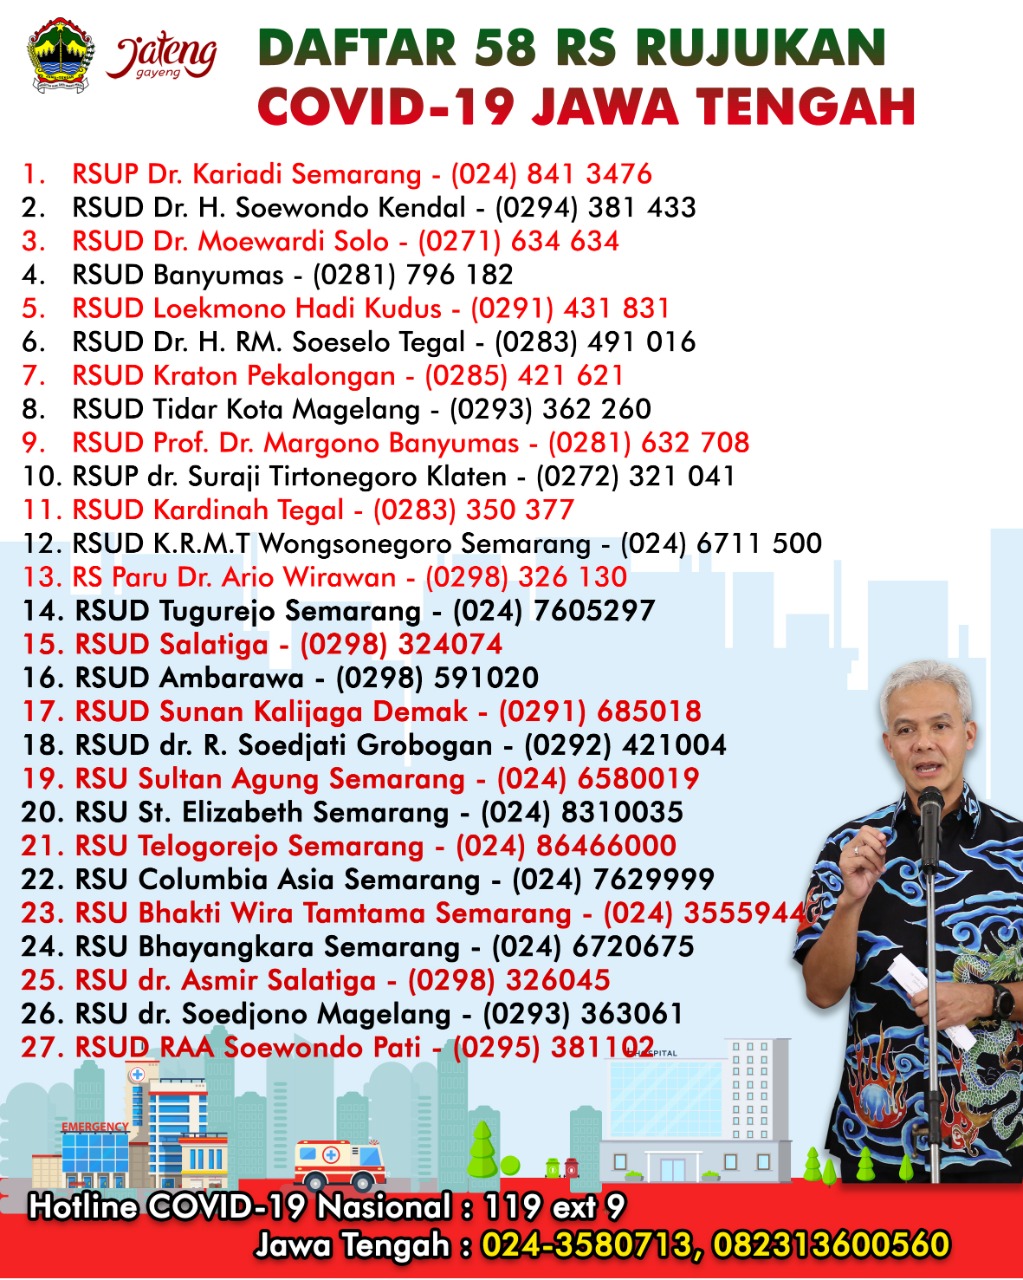 Jateng
gayeng
DAFTAR 58 RS RUJUKAN
COVID-19 JAWA TENGAH
1. RSUP Dr. Kariadi Semarang - (024) 841 3476
2. RSUD Dr. H. Soewondo Kendal - (0294) 381 433
3. RSUD Dr. Moewardi Solo - (0271) 634 634
4. RSUD Banyumas - (0281) 796 182
5. RSUD Loekmono Hadi Kudus - (0291) 431 831
6. RSUD Dr. H. RM. Soeselo Tegal - (0283) 491 016
7. RSUD Kraton Pekalongan - (0285) 421 621
8. RSUD Tidar Kota Magelang - (0293) 362 260
9. RSUD Prof. Dr. Margono Banyumas - (0281) 632 708
10. RSUP dr. Suraji Tirtonegoro Klaten - (0272) 321 041
11. RSUD Kardinah Tegal - (0283) 350 377
12. RSUD K.R.M.T Wongsonegoro Semarang - (024) 6711 500
13. RS Paru Dr. Ario Wirawan - (0298) 326 130
14. RSUD Tugurejo Semarang - (024) 7605297
15. RSUD Salatiga - (0298) 324074
16. RSUD Ambarawa - (0298) 591020
17. RSUD Sunan Kalijaga Demak - (0291) 685018
18. RSUD dr. R. Soedjati Grobogan - (0292) 421004
19. RSU Sultan Agung Semarang - (024) 6580019
20. RSU St. Elizabeth Semarang - (024) 8310035
21. RSU Telogorejo Semarang - (024) 86466000
22. RSU Columbia Asia Semarang - (024) 7629999
23. RSU Bhakti Wira Tamtama Semarang - (024) 3555944
24. RSU Bhayangkara Semarang - (024) 6720675
25. RSU dr. Asmir Salatiga - (0298) 326045
26. RSU dr. Soedjono Magelang - (0293) 363061
27. RSUD RAA Soewondo Pati - (0295) 381102
HOSPITAL
EMERGENCY
Hotline COVID-19 Nasional : 119 ext 9
Jawa Tengah : 024-3580713, 082313600560